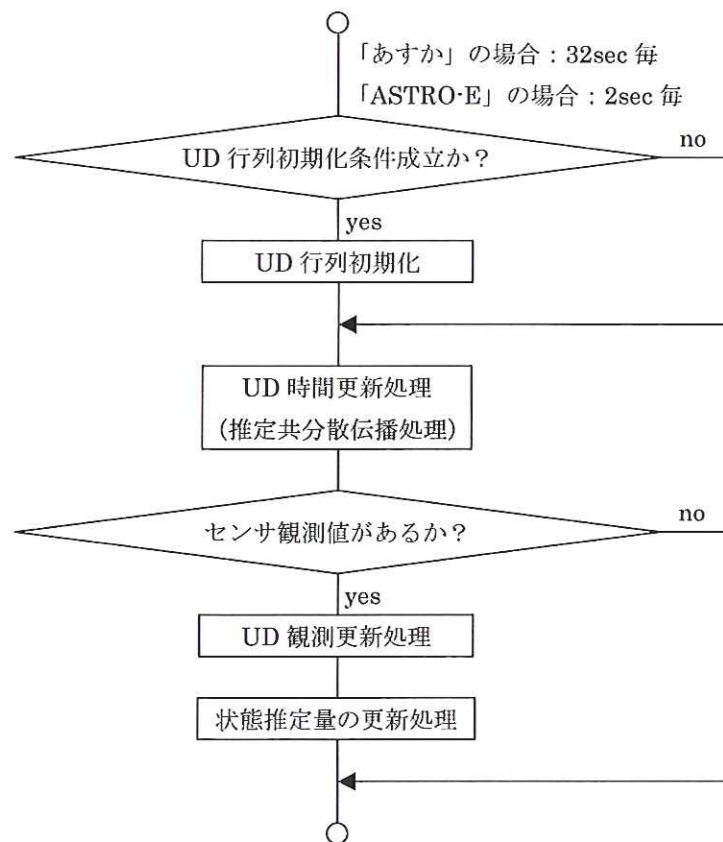 「あすか」の場合：32sec 毎
「ASTRO-E」の場合：2sec 毎
UD 行列初期化条件成立か？
no
yes
UD 行列初期化
UD 時間更新処理
（推定共分散伝播処理）
センサ観測値があるか？
no
yes
UD 観測更新処理
状態推定量の更新処理